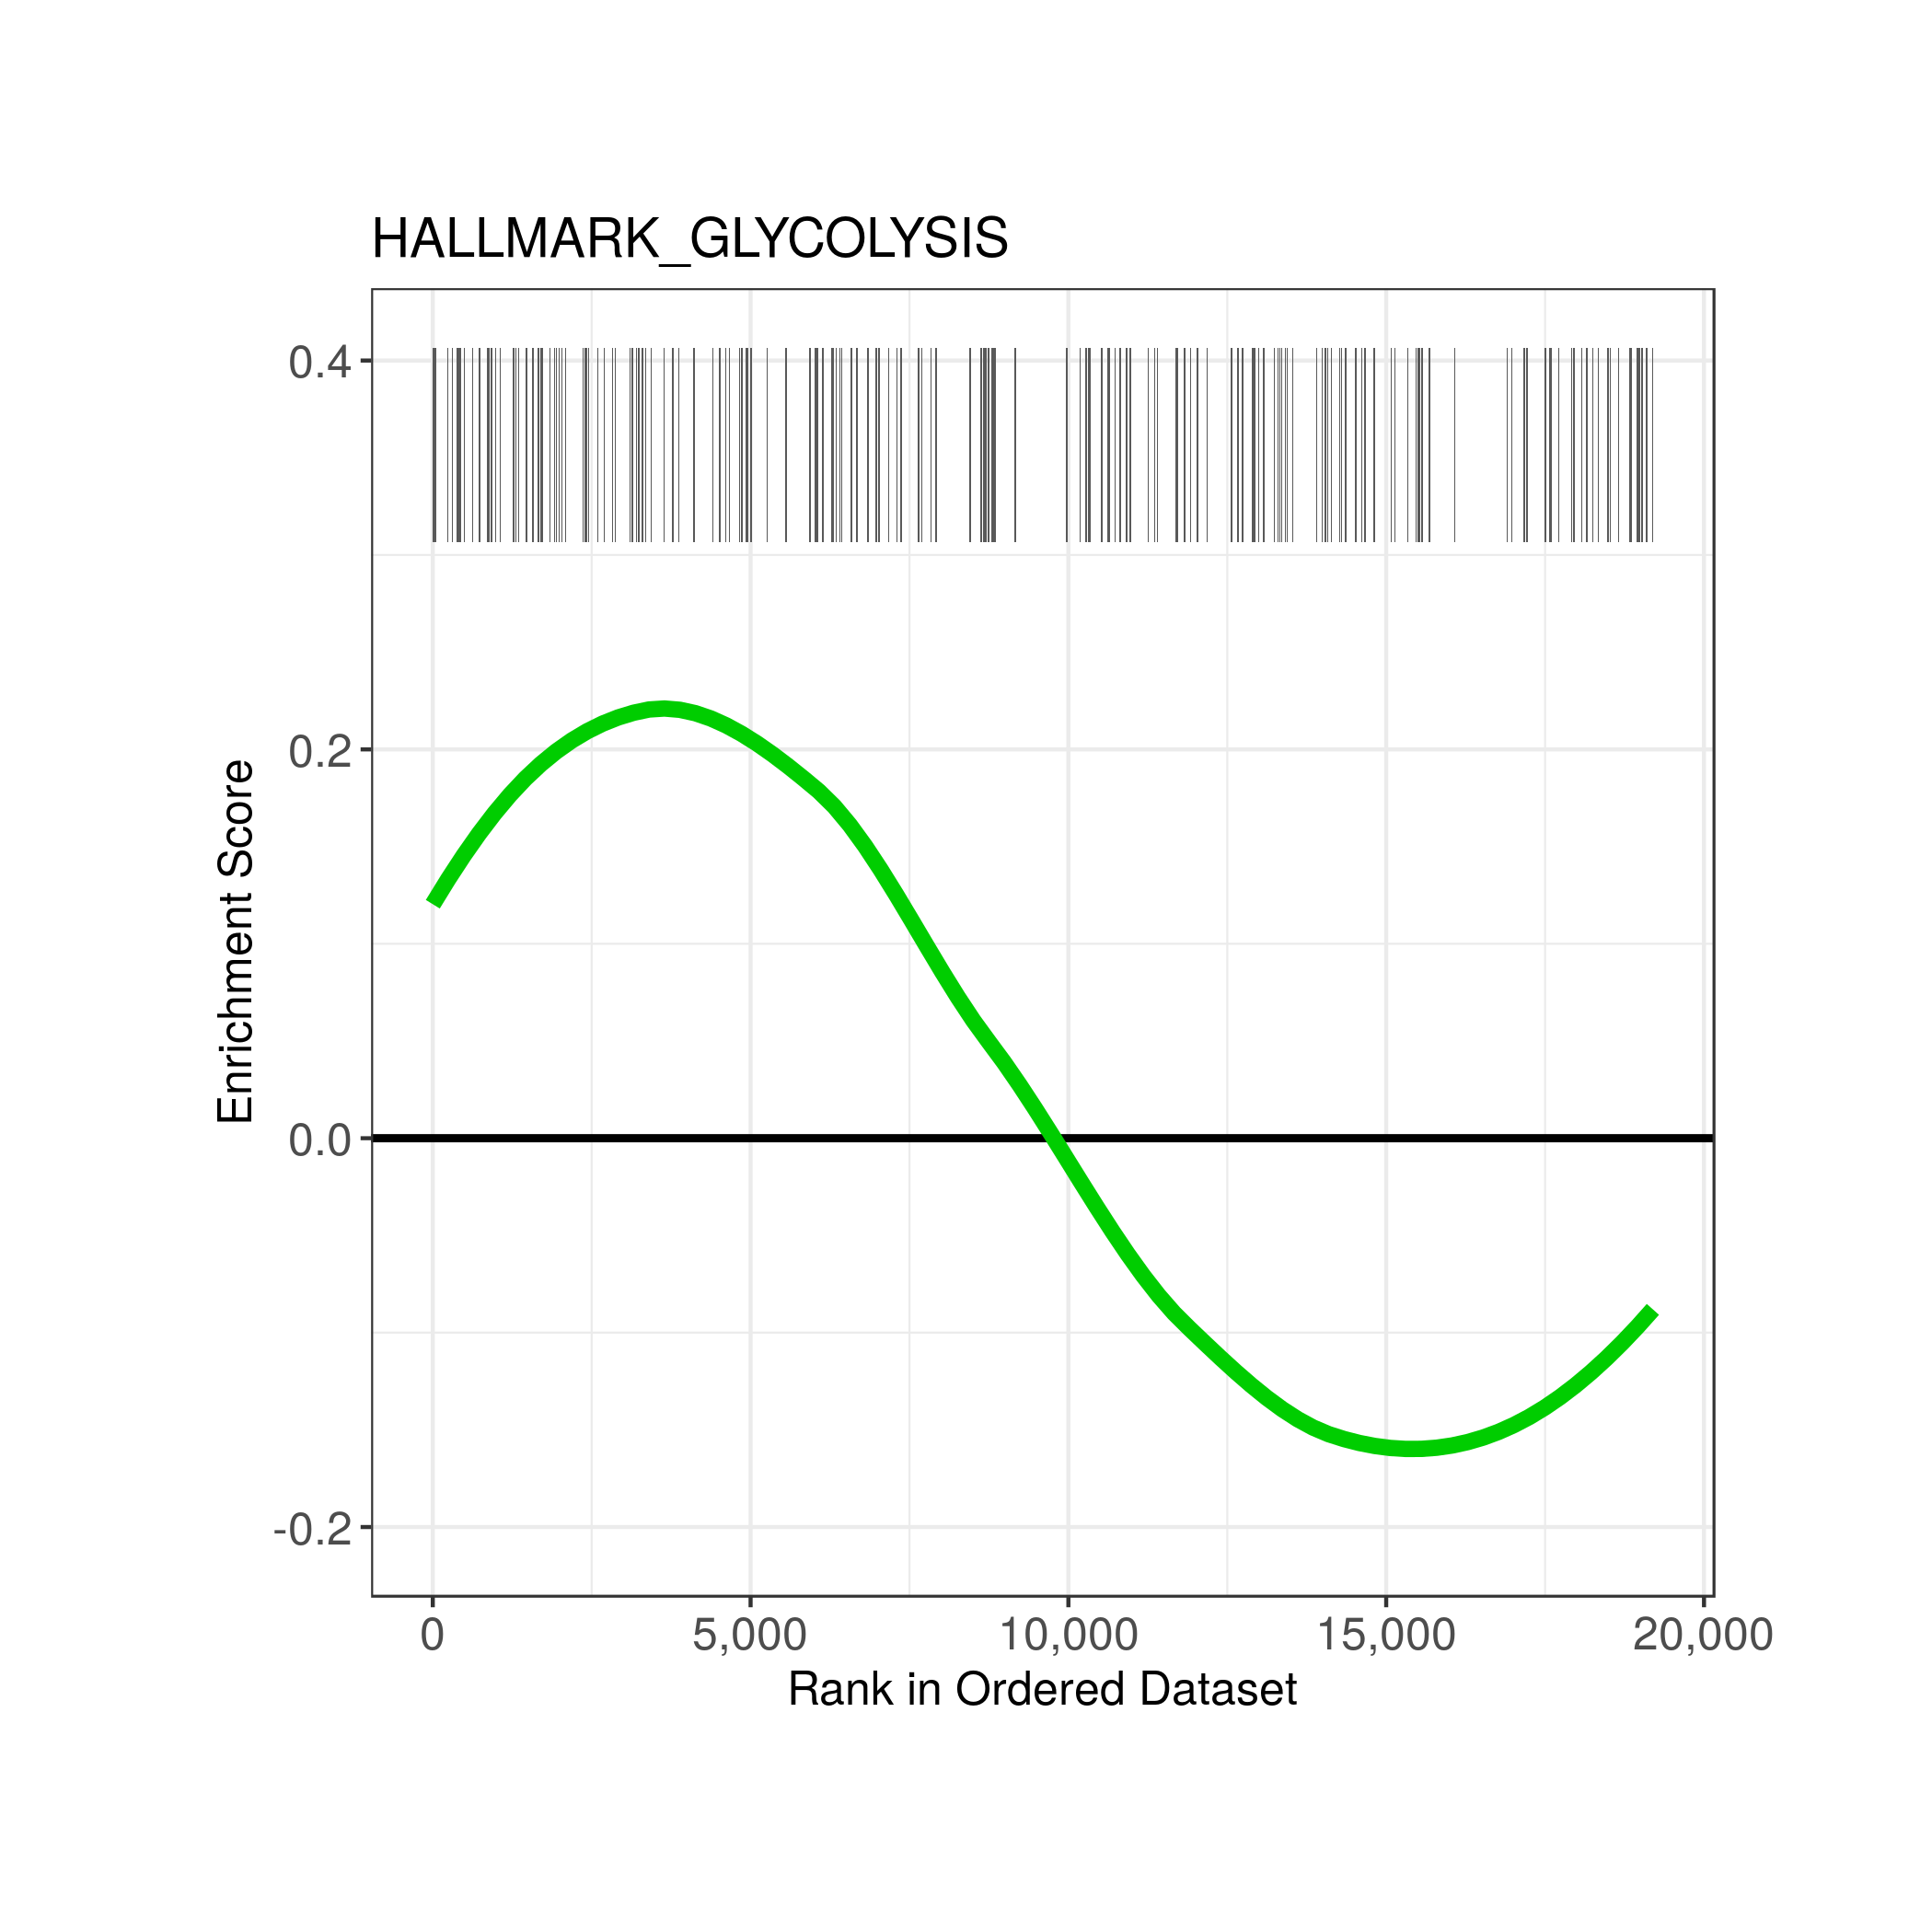 HALLMARK_GLYCOLYSIS
0.4
0.2
0.0
-0.2
Enrichment Score
0 5,000 10,000 15,000 20,000
Rank in Ordered Dataset